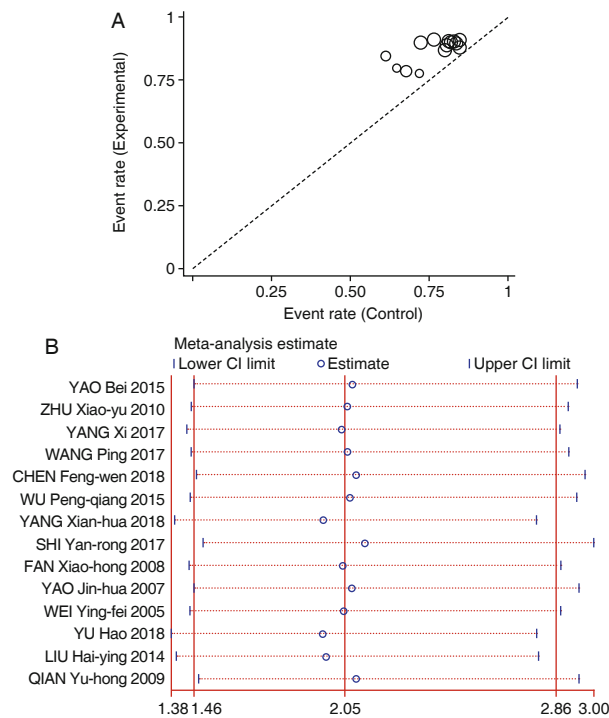 A
1
0.75
0.5
0.25
0
Event rate (Experimental)
0.25
0.50
0.75
1
Event rate (Control)
B
Meta-analysis estimate
Lower CI limit
Estimate
Upper CI limit
YAO Bei 2015
ZHU Xiao-yu 2010
YANG Xi 2017
WANG Ping 2017
CHEN Feng-wen 2018
WU Peng-qiang 2015
YANG Xian-hua 2018
SHI Yan-rong 2017
FAN Xiao-hong 2008
YAO Jin-hua 2007
WEI Ying-fei 2005
YU Hao 2018
LIU Hai-ying 2014
QIAN Yu-hong 2009
1.38 1.46 2.05 2.86 3.00